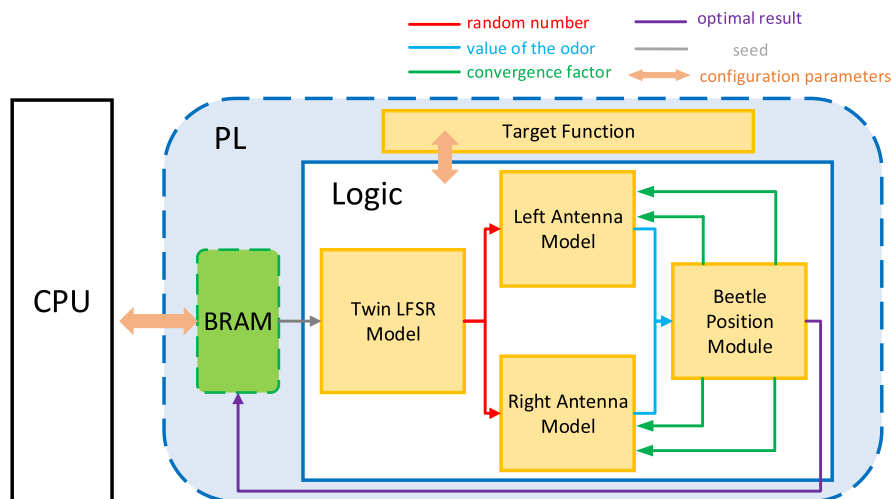 random number
optimal result
value of the odor
seed
convergence factor
configuration parameters
PL
Target Function
Logic
Left Antenna
Model
CPU
BRAM
Twin LFSR
Model
Beetle
Position
Module
Right Antenna
Model